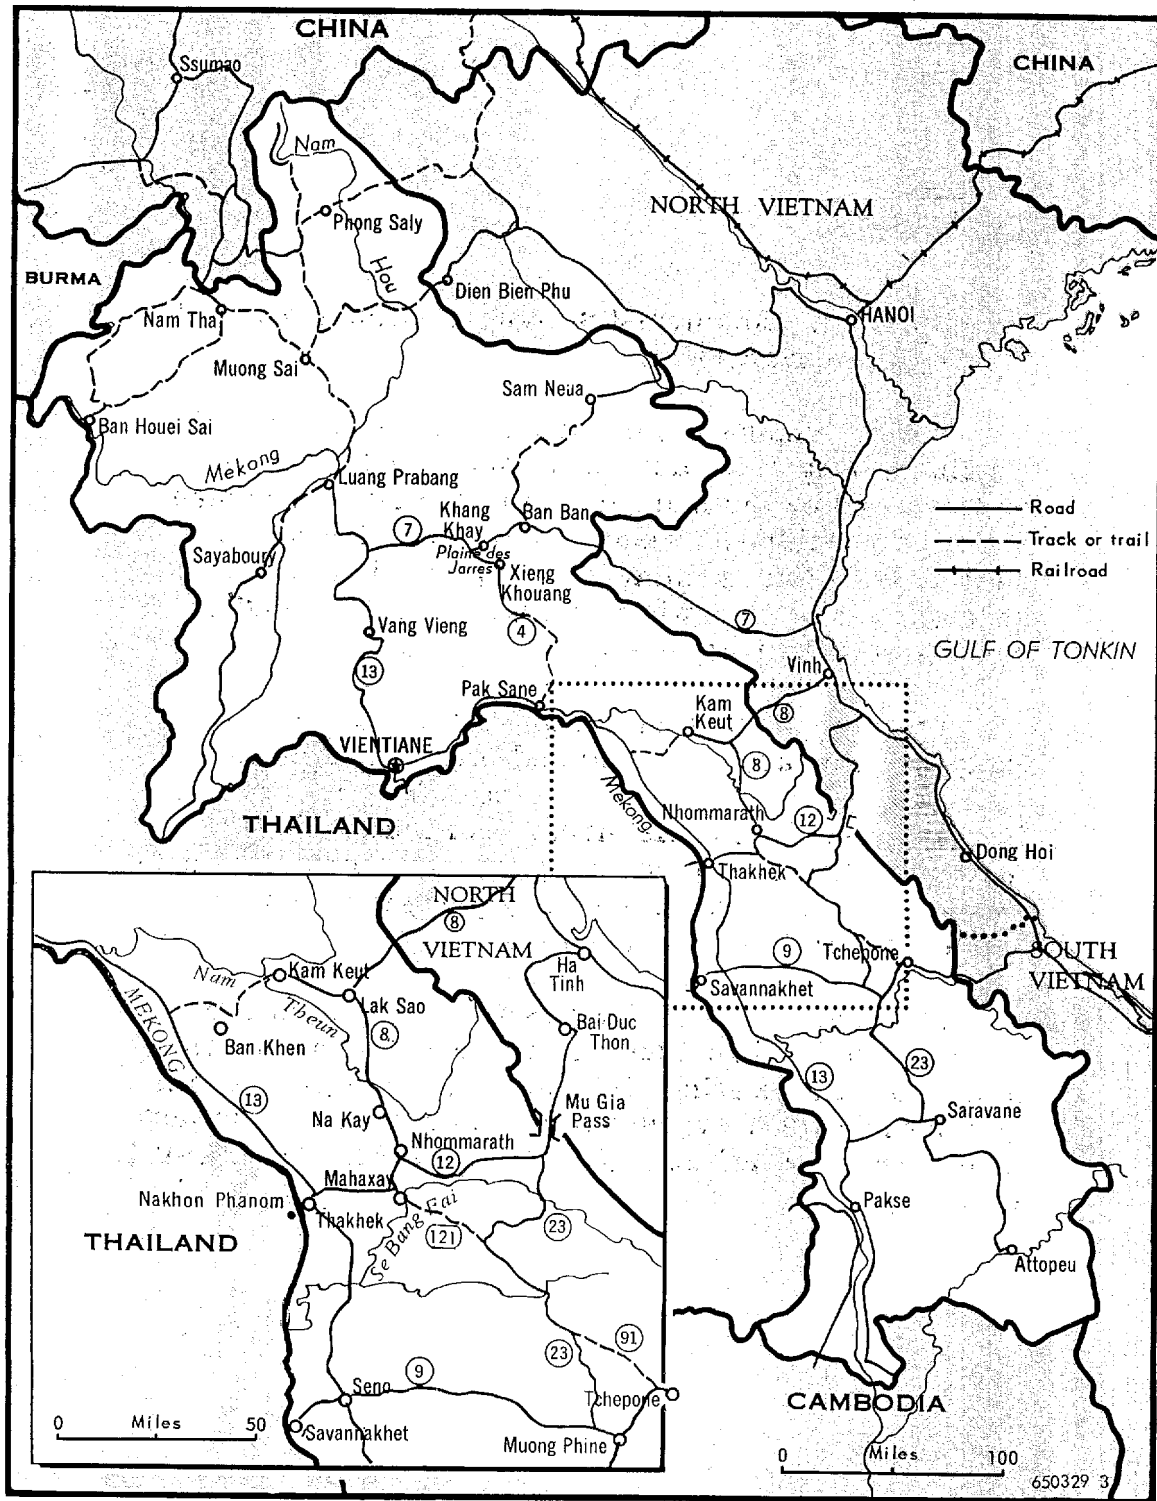 CHINA
CHINA
Ssumao
Nam
Phong Saly
NORTH VIETNAM
Hou
BURMA
Dien Bien Phu
Nam Tha
HANOI
Muong Sai
Sam Neua
Ban Houei Sai
Mekong
Luang Prabang
Khang
Khay
Ban Ban
Road
7
Plaine des
Jarres
Track or trail
Sayaboury
Xieng
Khouang
Railroad
7
4
Vang Vieng
GULF OF TONKIN
Vinh
13
Pak Sane
Kam
Keut
8
VIENTIANE
8
Mekong
Nhommarath
12
THAILAND
Thakhek
Dong Hoi
9
Tchepone
SOUTH
VIETNAM
Savannakhet
13
23
Saravane
Pakse
Attopeu
CAMBODIA
0 Miles 100
650329 3
NORTH
VIETNAM
8
Nam
Kam Keut
Ha
Tinh
MEKONG
Theun
Lak Sao
8
Bai Duc
Thon
Ban Khen
13
Na Kay
Mu Gia
Pass
Nhommarath
12
Mahaxay
Nakhon Phanom
Thakhek
Se Bang Fai
121
23
THAILAND
91
23
9
Seno
Tchepone
Savannakhet
Muong Phine
0 Miles 50